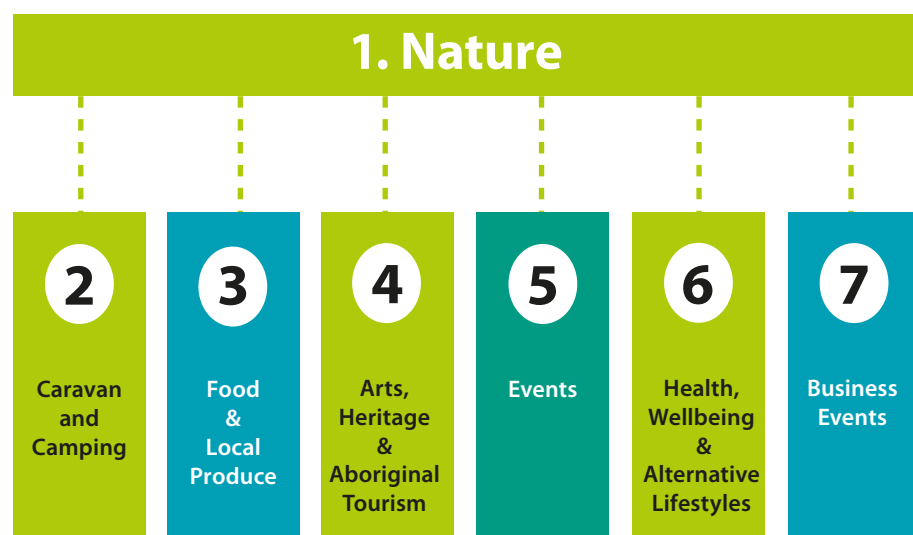 1. Nature
2
Caravan
and
Camping
3
Food
&
Local
Produce
4
Arts,
Heritage
&
Aboriginal
Tourism
5
Events
6
Health,
Wellbeing
&
Alternative
Lifestyles
7
Business
Events